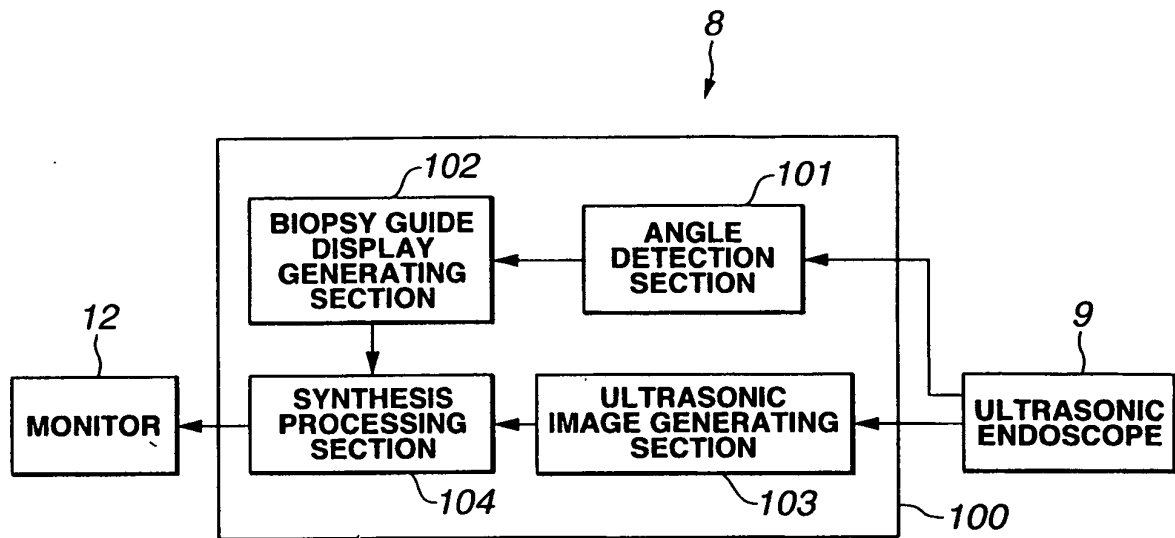 8
102
101
BIOPSY GUIDE
DISPLAY
GENERATING
SECTION
ANGLE
DETECTION
SECTION
12
9
MONITOR
SYNTHESIS
PROCESSING
SECTION
ULTRASONIC
IMAGE GENERATING
SECTION
ULTRASONIC
ENDOSCOPE
104
103
100